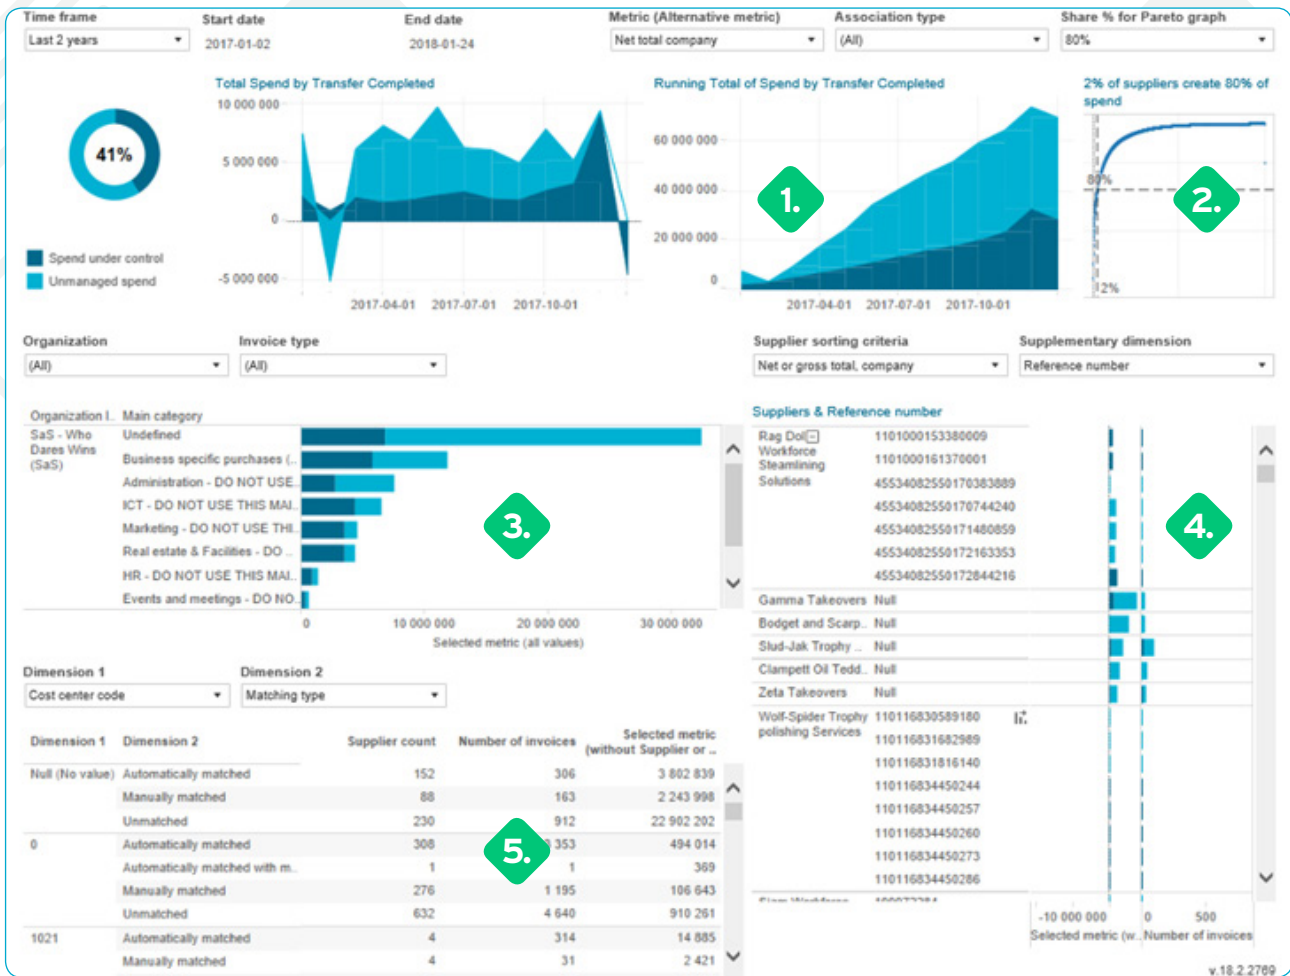 Time frame
Start date
End date
Metric (Alternative metric)
Association type
Share % for Pareto graph
Last 2 years
2017-01-02
2018-01-24
Net total company
(All)
80%
Total Spend by Transfer Completed
Running Total of Spend by Transfer Completed
2% of suppliers create 80% of
spend
10 000 000
5 000 000
0
-5 000 000
2017-04-01 2017-07-01 2017-10-01
41%
Spend under control
Unmanaged spend
60 000 000
40 000 000
20 000 000
0
2017-04-01 2017-07-01 2017-10-01
1.
80%
2%
2.
Organization
Invoice type
(All)
(All)
Supplier sorting criteria
Supplementary dimension
Net or gross total, company
Reference number
Organization I.. Main category
SaS - Who
Dares Wins
(SaS)
Undefined
Business specific purchases (..
Administration - DO NOT USE..
ICT - DO NOT USE THIS MAI..
Marketing - DO NOT USE THI..
Real estate & Facilities - DO ..
HR - DO NOT USE THIS MAI..
Events and meetings - DO NO..
0 10 000 000 20 000 000 30 000 000
Selected metric (all values)
3.
Suppliers & Reference number
Rag Dol
Workforce
Steamlining
Solutions
1101000153380009
1101000161370001
45534082550170383889
45534082550170744240
45534082550171480859
45534082550172163353
45534082550172844216
Gamma Takeovers Null
Bodget and Scarp.. Null
Slud-Jak Trophy .. Null
Clampett Oil Tedd.. Null
Zeta Takeovers Null
Wolf-Spider Trophy
polishing Services
110116830589180
110116831682989
110116831816140
110116834450244
110116834450257
110116834450260
110116834450273
110116834450286
-10 000 000 0 500
Selected metric (w.. Number of invoices
4.
Dimension 1
Dimension 2
Cost center code
Matching type
Dimension 1 Dimension 2 Supplier count Number of invoices Selected metric
(without Supplier or ..
Null (No value) Automatically matched 152 306 3 802 839
Manually matched 88 163 2 243 998
Unmatched 230 912 22 902 202
0 Automatically matched 308 353 494 014
Automatically matched with m.. 1 1 369
Manually matched 276 1 195 106 643
Unmatched 632 4 640 910 261
1021 Automatically matched 4 314 14 885
Manually matched 4 31 2 421
5.
v.18.2.2769